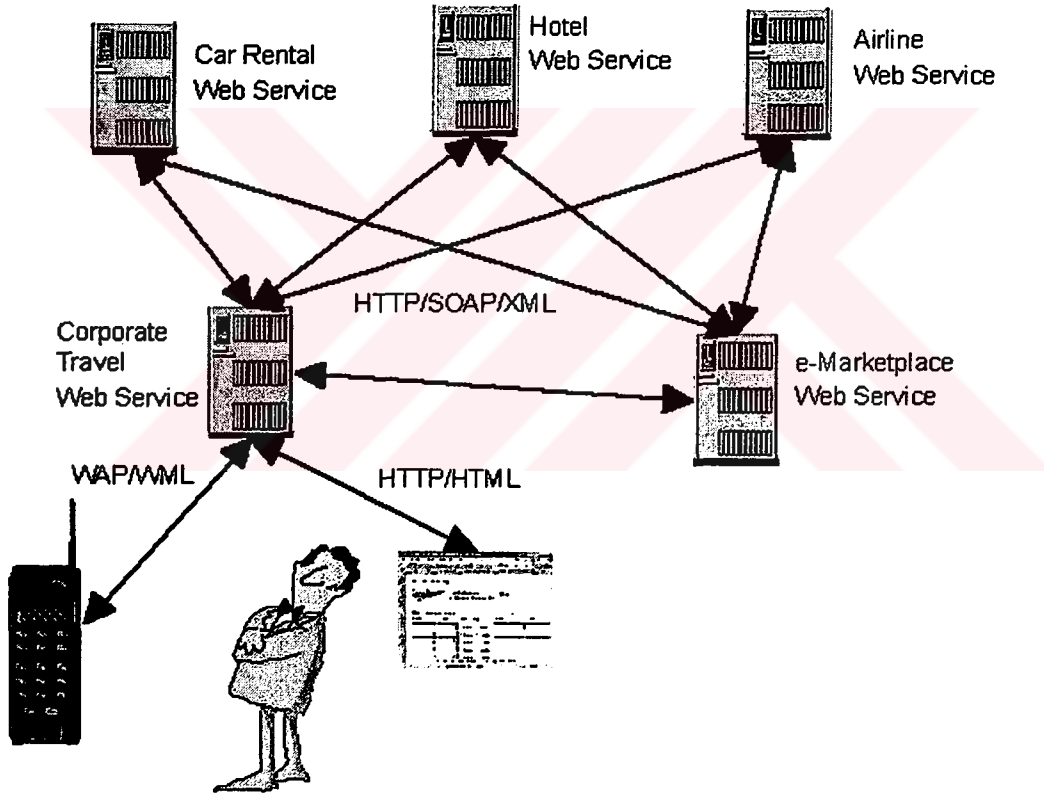 Car Rental
Web Service
Hotel
Web Service
Airline
Web Service
HTTP/SOAP/XML
Corporate
Travel
Web Service
e-Marketplace
Web Service
WAP/WML
HTTP/HTML